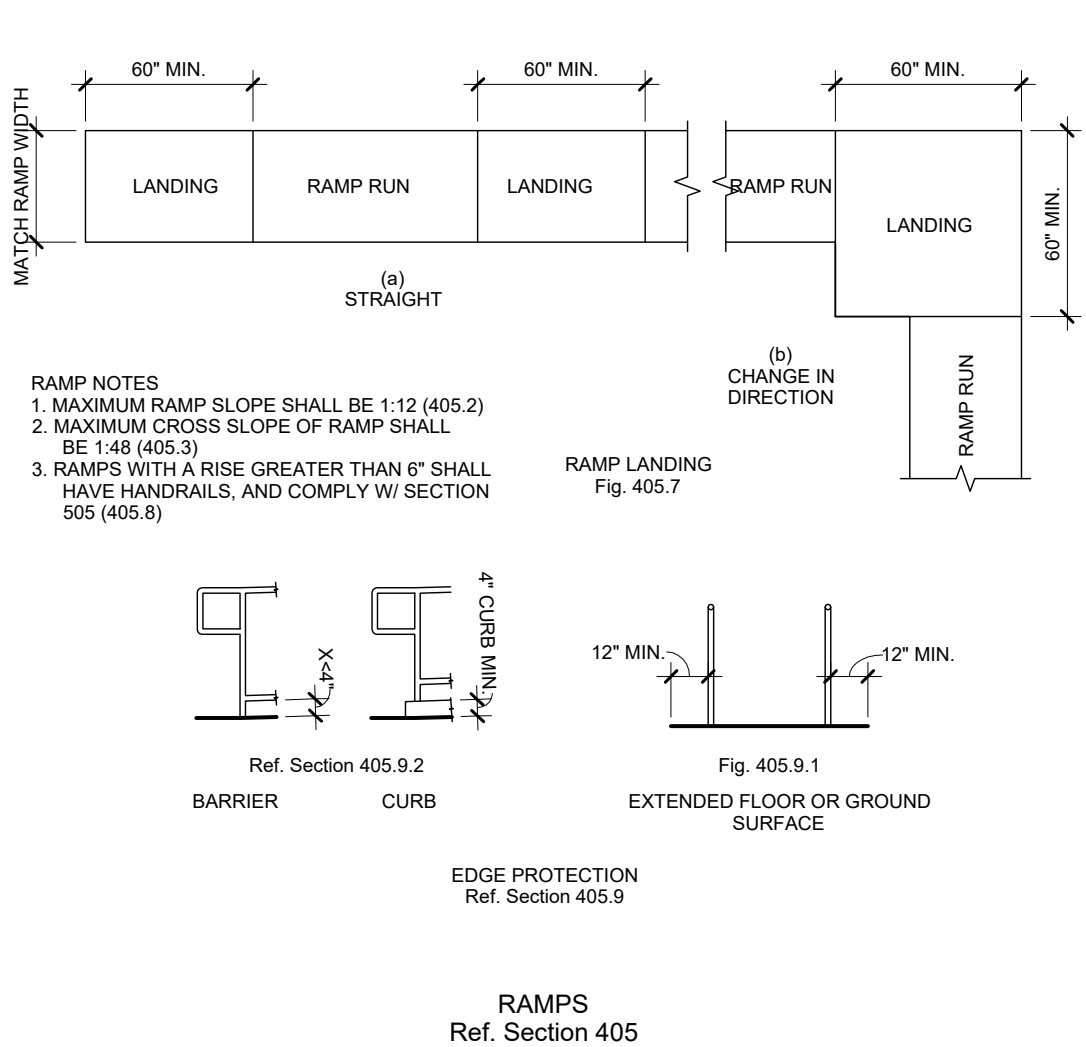 60" MIN.
60" MIN.
60" MIN.
MATCH RAMP WIDTH
LANDING
RAMP RUN
LANDING
RAMP RUN
LANDING
60" MIN.
(a)
STRAIGHT
(b)
CHANGE IN
DIRECTION
RAMP RUN
RAMP NOTES
1. MAXIMUM RAMP SLOPE SHALL BE 1:12 (405.2)
2. MAXIMUM CROSS SLOPE OF RAMP SHALL
BE 1:48 (405.3)
3. RAMPS WITH A RISE GREATER THAN 6" SHALL
HAVE HANDRAILS, AND COMPLY W/ SECTION
505 (405.8)
RAMP LANDING
Fig. 405.7
X<4"
4" CURB MIN.
12" MIN.
12" MIN.
Ref. Section 405.9.2
BARRIER
CURB
Fig. 405.9.1
EXTENDED FLOOR OR GROUND
SURFACE
EDGE PROTECTION
Ref. Section 405.9
RAMPS
Ref. Section 405